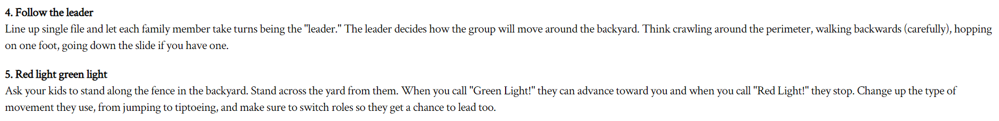 4. Follow the leader
Line up single file and let each family member take turns being the "leader." The leader decides how the group will move around the backyard. Think crawling around the perimeter, walking backwards (carefully), hopping
on one foot, going down the slide if you have one.
5. Red light green light
Ask your kids to stand along the fence in the backyard. Stand across the yard from them. When you call "Green Light!" they can advance toward you and when you call "Red Light!" they stop. Change up the type of
movement they use, from jumping to tiptoeing, and make sure to switch roles so they get a chance to lead too.